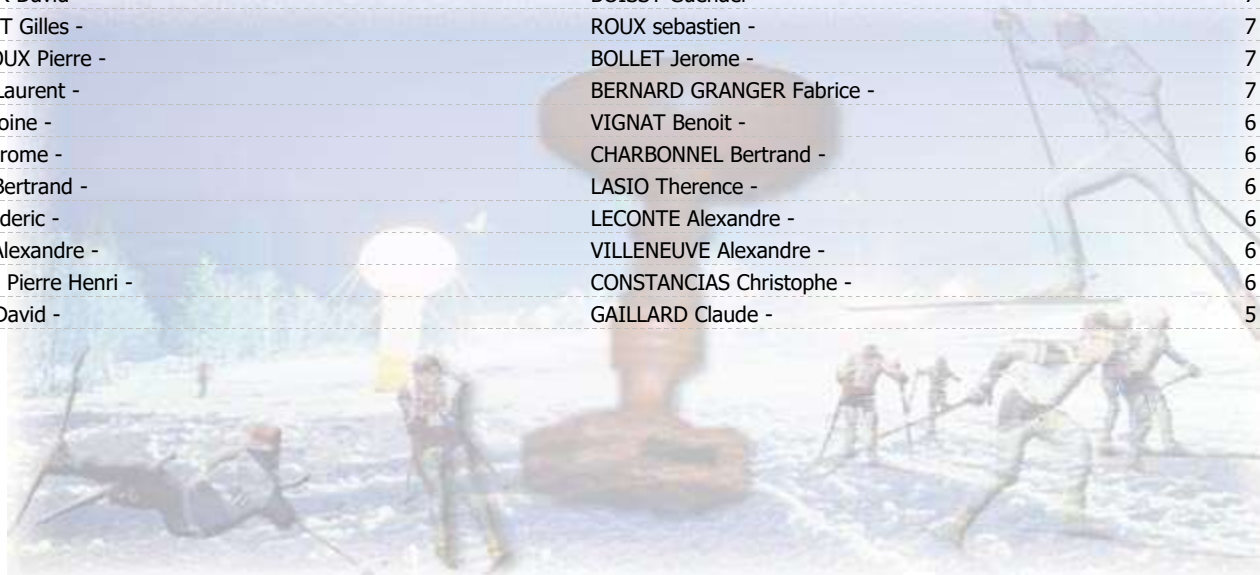 T Gilles - ROUX sebastien - 7
OUX Pierre - BOLLET Jerome - 7
Laurent - BERNARD GRANGER Fabrice - 7
oine - VIGNAT Benoit - 6
rome - CHARBONNEL Bertrand - 6
Bertrand - LASIO Therence - 6
deric - LECONTE Alexandre - 6
Alexandre - VILLENEUVE Alexandre - 6
Pierre Henri - CONSTANCIAS Christophe - 6
David - GAILLARD Claude - 5